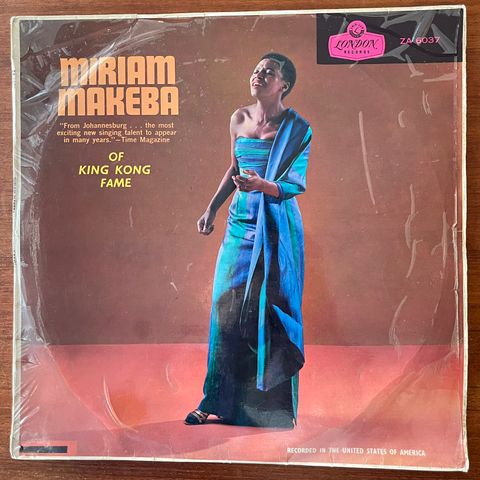 MIRIAM
MAKEBA
"From Johannesburg . . . the most
exciting new singing talent to appear
in many years."—Time Magazine
OF
KING KONG
FAME
LONDON
RECORDS
ZA 6037
RECORDED IN THE UNITED STATES OF AMERICA